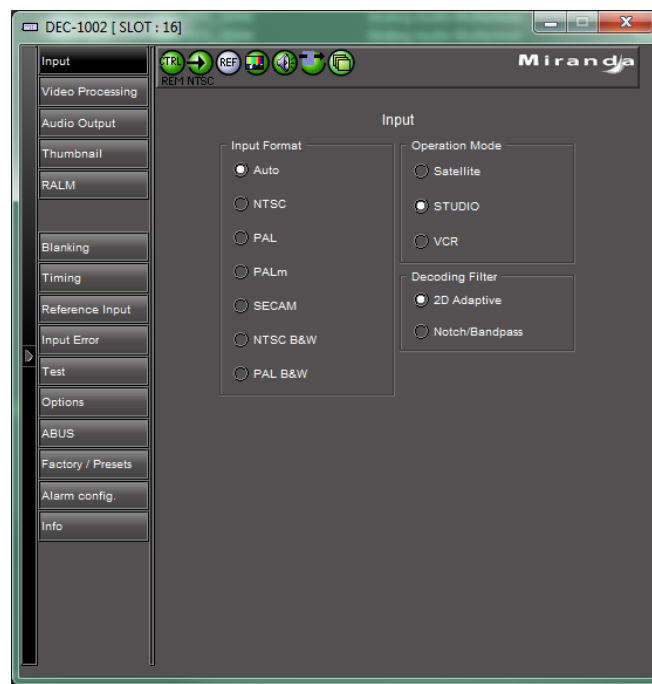 DEC-1002 [ SLOT : 16]
CTRL
REF
REM NTSC
Miranda
Input
Video Processing
Audio Output
Thumbnail
RALM
Blanking
Timing
Reference Input
Input Error
Test
Options
ABUS
Factory / Presets
Alarm config.
Info
Input
Input Format
Auto
NTSC
PAL
PALm
SECAM
NTSC B&W
PAL B&W
Operation Mode
Satellite
STUDIO
VCR
Decoding Filter
2D Adaptive
Notch/Bandpass